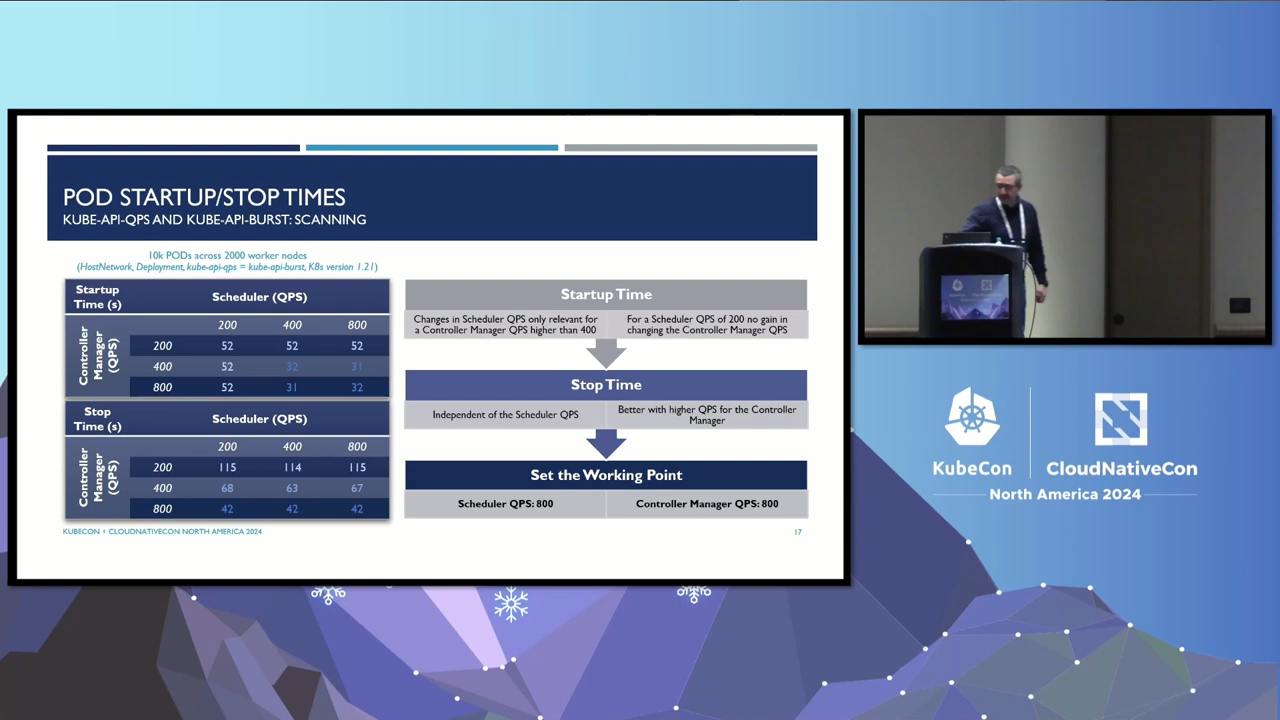 POD STARTUP/STOP TIMES
KUBE-API-QPS AND KUBE-API-BURST: SCANNING
10k PODs across 2000 worker nodes
(HostNetwork, Deployment, kube-api-qps = kube-api-burst, K8s version 1.21)
Startup
Time (s)
Scheduler (QPS)
Controller
Manager
(QPS)
200 400 800
200 52 52 52
400 52 32 31
800 52 31 32
Stop
Time (s)
Scheduler (QPS)
Controller
Manager
(QPS)
200 400 800
200 115 114 115
400 68 63 67
800 42 42 42
Startup Time
Changes in Scheduler QPS only relevant for
a Controller Manager QPS higher than 400
For a Scheduler QPS of 200 no gain in
changing the Controller Manager QPS
Stop Time
Independent of the Scheduler QPS
Better with higher QPS for the Controller
Manager
Set the Working Point
Scheduler QPS: 800
Controller Manager QPS: 800
KUBECON + CLOUDNATIVECON NORTH AMERICA 2024
17
KubeCon
CloudNativeCon
North America 2024